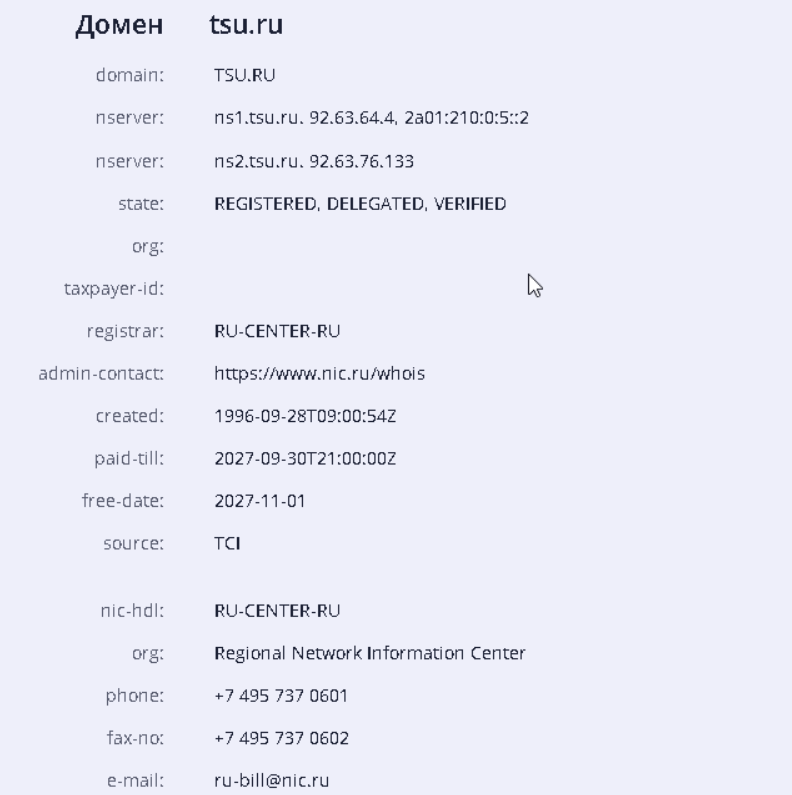 Домен tsu.ru
domain: TSU.RU
nserver: ns1.tsu.ru. 92.63.64.4, 2a01:210:0:5::2
nserver: ns2.tsu.ru. 92.63.76.133
state: REGISTERED, DELEGATED, VERIFIED
org:
taxpayer-id:
registrar: RU-CENTER-RU
admin-contact: https://www.nic.ru/whois
created: 1996-09-28T09:00:54Z
paid-till: 2027-09-30T21:00:00Z
free-date: 2027-11-01
source: TCI
nic-hdl: RU-CENTER-RU
org: Regional Network Information Center
phone: +7 495 737 0601
fax-no: +7 495 737 0602
e-mail: ru-bill@nic.ru